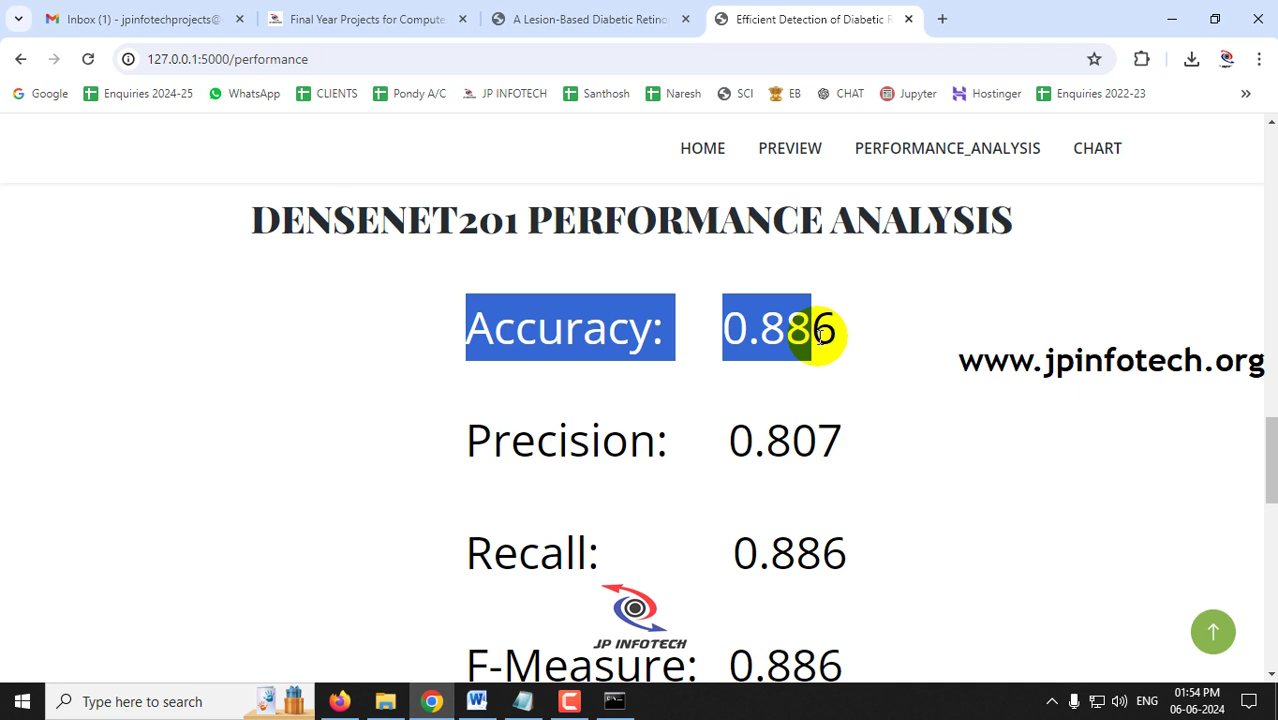 Inbox (1) - jpinfotechprojects@
Final Year Projects for Compute
A Lesion-Based Diabetic Retino
Efficient Detection of Diabetic R
127.0.0.1:5000/performance
Google
Enquiries 2024-25
WhatsApp
CLIENTS
Pondy A/C
JP INFOTECH
Santhosh
Naresh
SCI
EB
CHAT
Jupyter
Hostinger
Enquiries 2022-23
HOME
PREVIEW
PERFORMANCE_ANALYSIS
CHART
DENSENET201 PERFORMANCE ANALYSIS
Accuracy: 0.886
www.jpinfotech.org
Precision: 0.807
Recall: 0.886
JP INFOTECH
F-Measure: 0.886
Type here to search
ENG
01:54 PM
06-06-2024